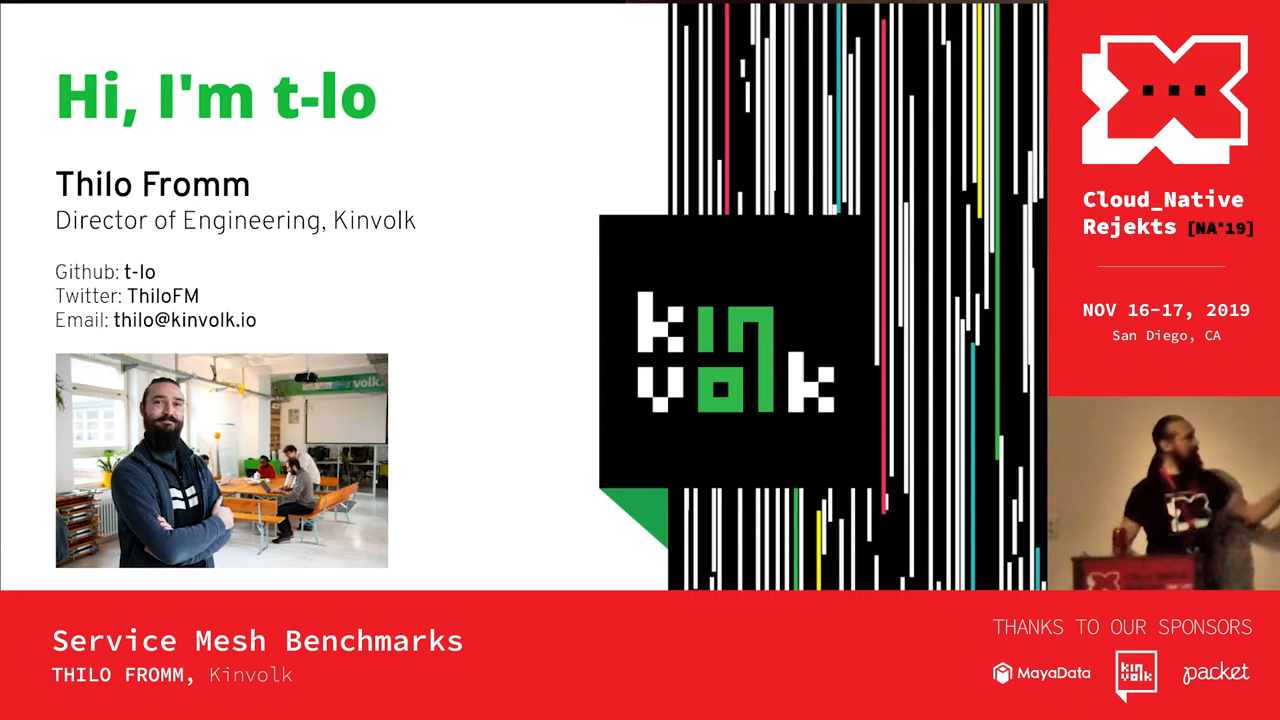 Hi, I'm t-lo
Thilo Fromm
Director of Engineering, Kinvolk
Github: t-lo
Twitter: ThiloFM
Email: thilo@kinvolk.io
kinvolk
kin
volk
Cloud_Native
Rejekts [NA'19]
NOV 16-17, 2019
San Diego, CA
Service Mesh Benchmarks
THILO FROMM, Kinvolk
THANKS TO OUR SPONSORS
MayaData
kin
volk
packet